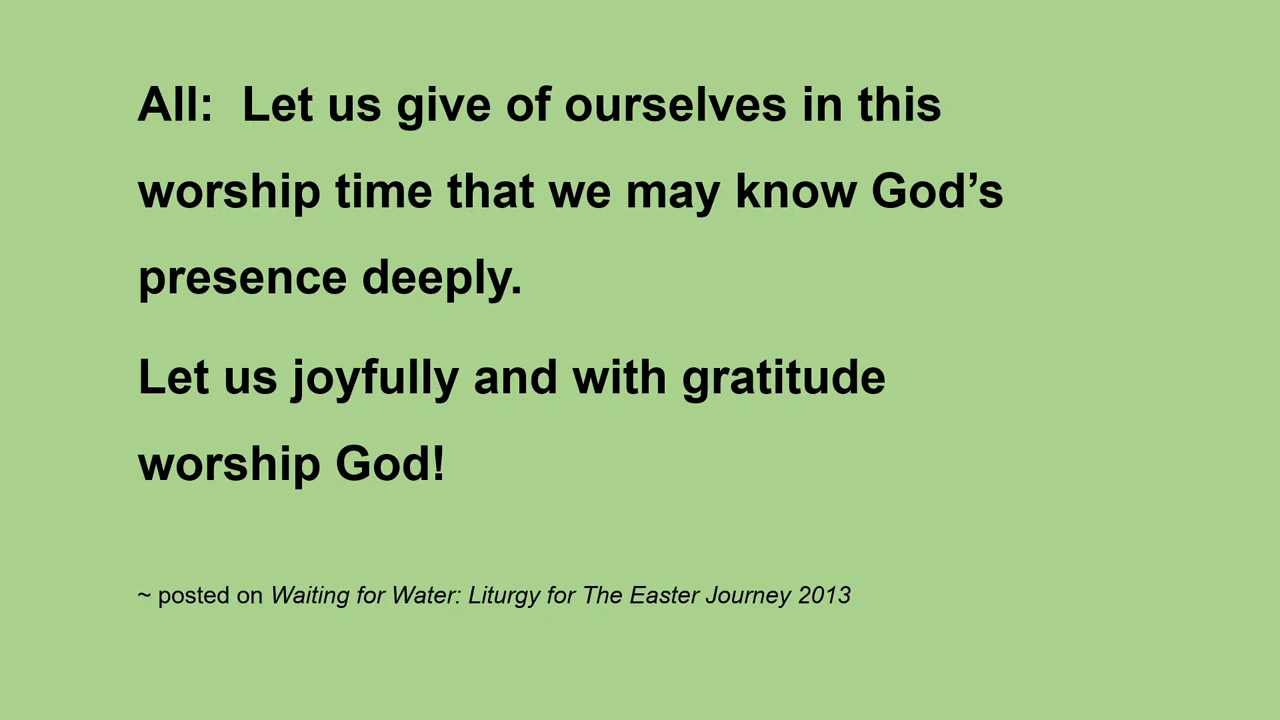 All:  Let us give of ourselves in this
worship time that we may know God’s
presence deeply.
Let us joyfully and with gratitude
worship God!
~ posted on Waiting for Water: Liturgy for The Easter Journey 2013